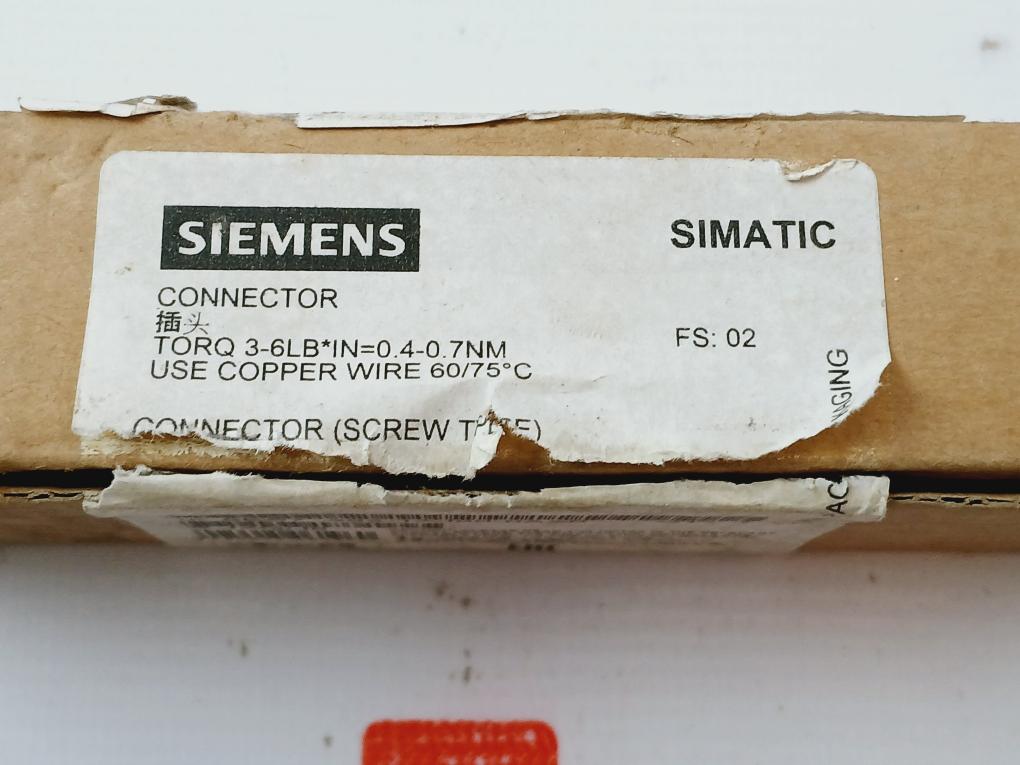 SIEMENS
SIMATIC
CONNECTOR
插头
TORQ 3-6LB*IN=0.4-0.7NM
FS: 02
USE COPPER WIRE 60/75°C
CONNECTOR (SCREW TYPE)